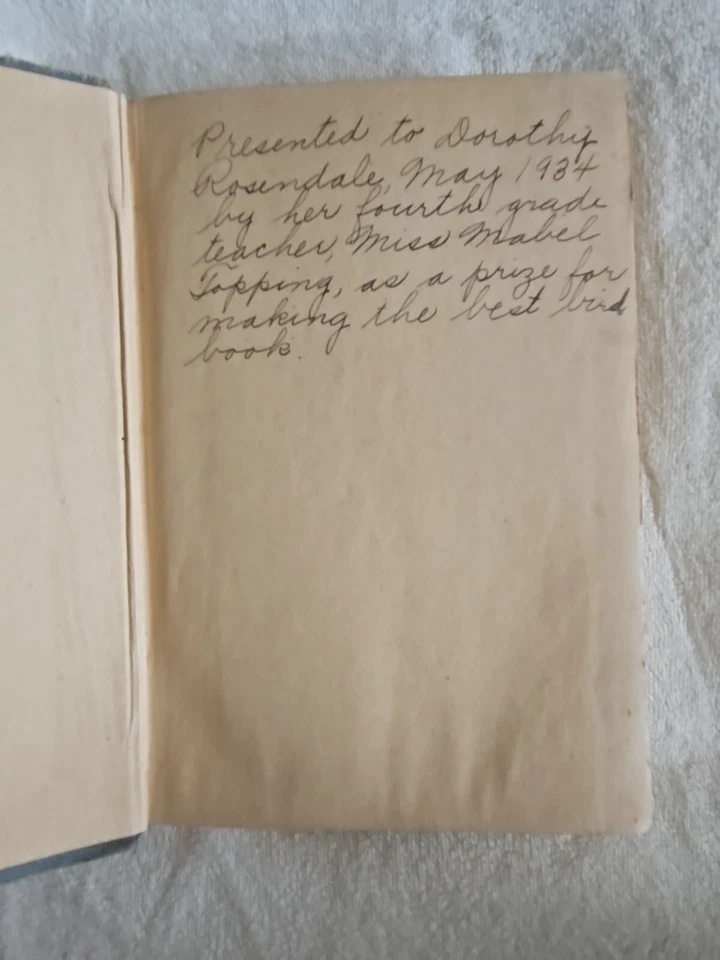 Presented to Dorothy
Rosendale, May 1934
by her fourth grade
teacher, Miss Mabel
Topping, as a prize for
making the best bird
book.